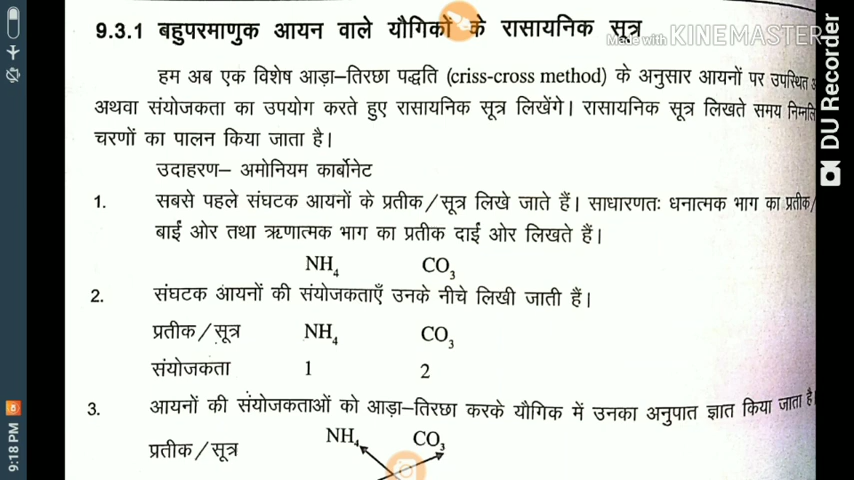 9.3.1 बहुपरमाणुक आयन वाले यौगिकों के रासायनिक सूत्र
Made with KINEMASTER
हम अब एक विशेष आड़ा–तिरछा पद्धति (criss-cross method) के अनुसार आयनों पर उपस्थित
अथवा संयोजकता का उपयोग करते हुए रासायनिक सूत्र लिखेंगे। रासायनिक सूत्र लिखते समय
चरणों का पालन किया जाता है।
उदाहरण– अमोनियम कार्बोनेट
1. सबसे पहले संघटक आयनों के प्रतीक/सूत्र लिखे जाते हैं। साधारणतः धनात्मक भाग का प्रतीक/
बाईं ओर तथा ऋणात्मक भाग का प्रतीक दाईं ओर लिखते हैं।
NH₄ CO₃
2. संघटक आयनों की संयोजकताएँ उनके नीचे लिखी जाती हैं।
प्रतीक/सूत्र NH₄ CO₃
संयोजकता 1 2
3. आयनों की संयोजकताओं को आड़ा–तिरछा करके यौगिक में उनका अनुपात ज्ञात किया जाता है।
प्रतीक/सूत्र NH₄ CO₃
9:18 PM
DU Recorder